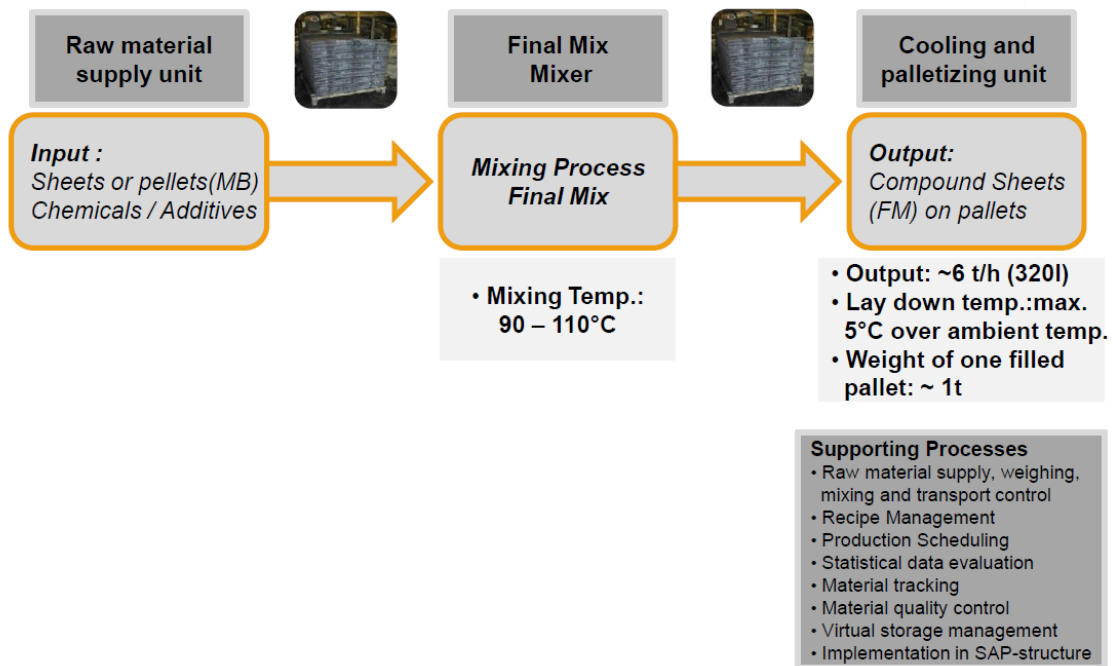 Raw material
supply unit
Final Mix
Mixer
Cooling and
palletizing unit
Input :
Sheets or pellets(MB)
Chemicals / Additives
Mixing Process
Final Mix
Output:
Compound Sheets
(FM) on pallets
• Mixing Temp.:
90 – 110°C
• Output: ~6 t/h (320l)
• Lay down temp.:max.
5°C over ambient temp.
• Weight of one filled
pallet: ~ 1t
Supporting Processes
• Raw material supply, weighing,
mixing and transport control
• Recipe Management
• Production Scheduling
• Statistical data evaluation
• Material tracking
• Material quality control
• Virtual storage management
• Implementation in SAP-structure